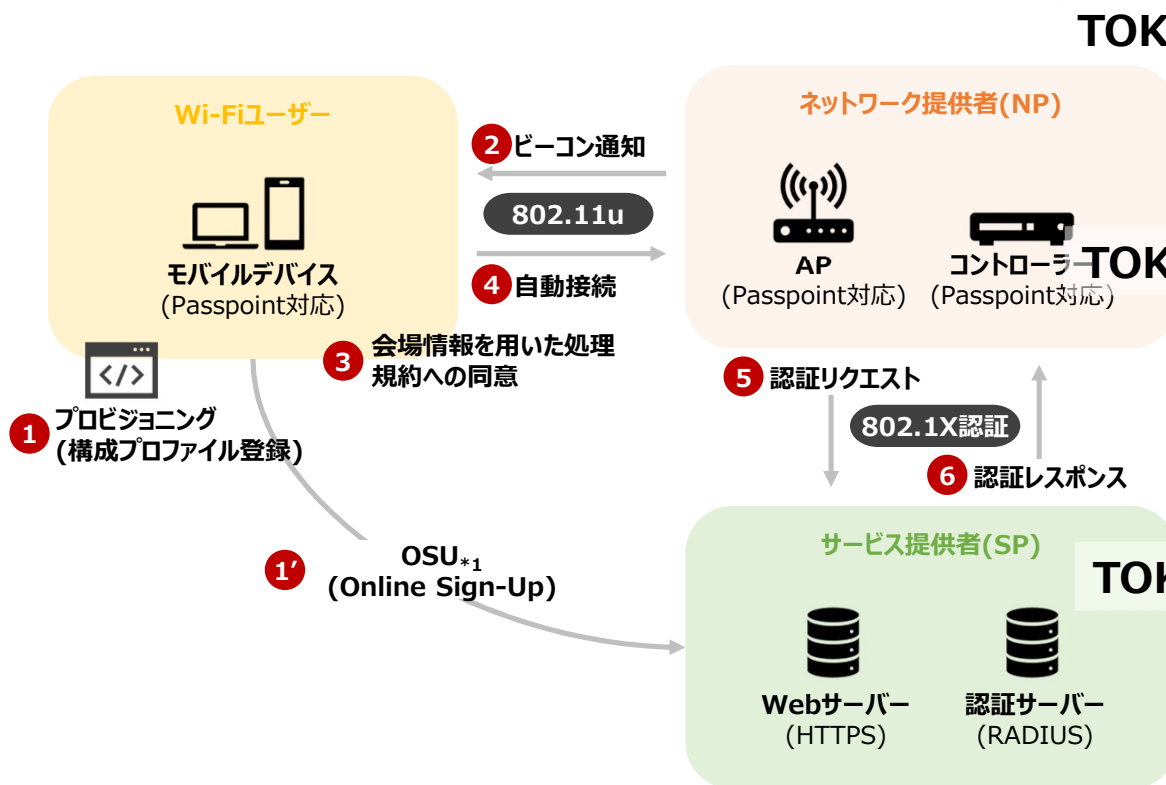 TOK
Wi-Fiユーザー
ネットワーク提供者(NP)
2 ビーコン通知
802.11u
4 自動接続
モバイルデバイス
(Passpoint対応)
AP
(Passpoint対応)
コントローラー
(Passpoint対応)
TOK
3 会場情報を用いた処理
規約への同意
</>
1 プロビジョニング
(構成プロファイル登録)
5 認証リクエスト
802.1X認証
6 認証レスポンス
1′ OSU*1
(Online Sign-Up)
サービス提供者(SP)
TOK
Webサーバー
(HTTPS)
認証サーバー
(RADIUS)